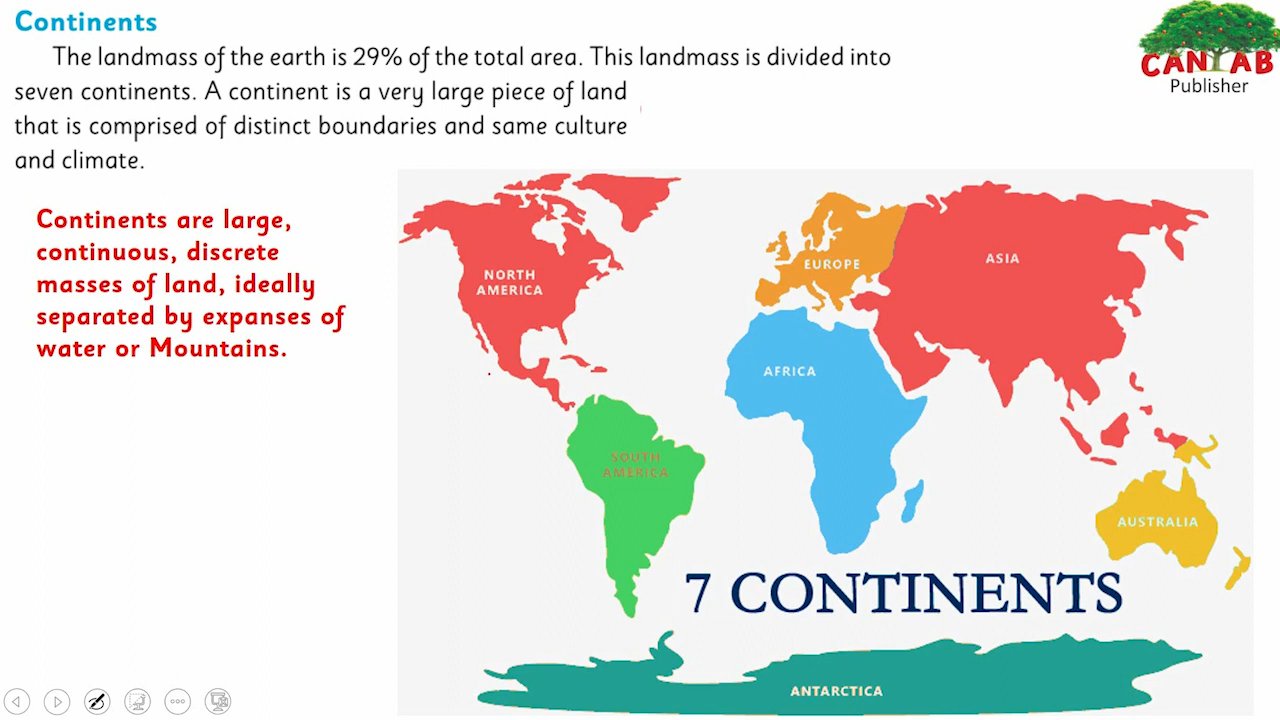 Continents
The landmass of the earth is 29% of the total area. This landmass is divided into
seven continents. A continent is a very large piece of land
that is comprised of distinct boundaries and same culture
and climate.
CANTAB
Publisher
Continents are large,
continuous, discrete
masses of land, ideally
separated by expanses of
water or Mountains.
NORTH
AMERICA
EUROPE
ASIA
AFRICA
SOUTH
AMERICA
AUSTRALIA
7 CONTINENTS
ANTARCTICA